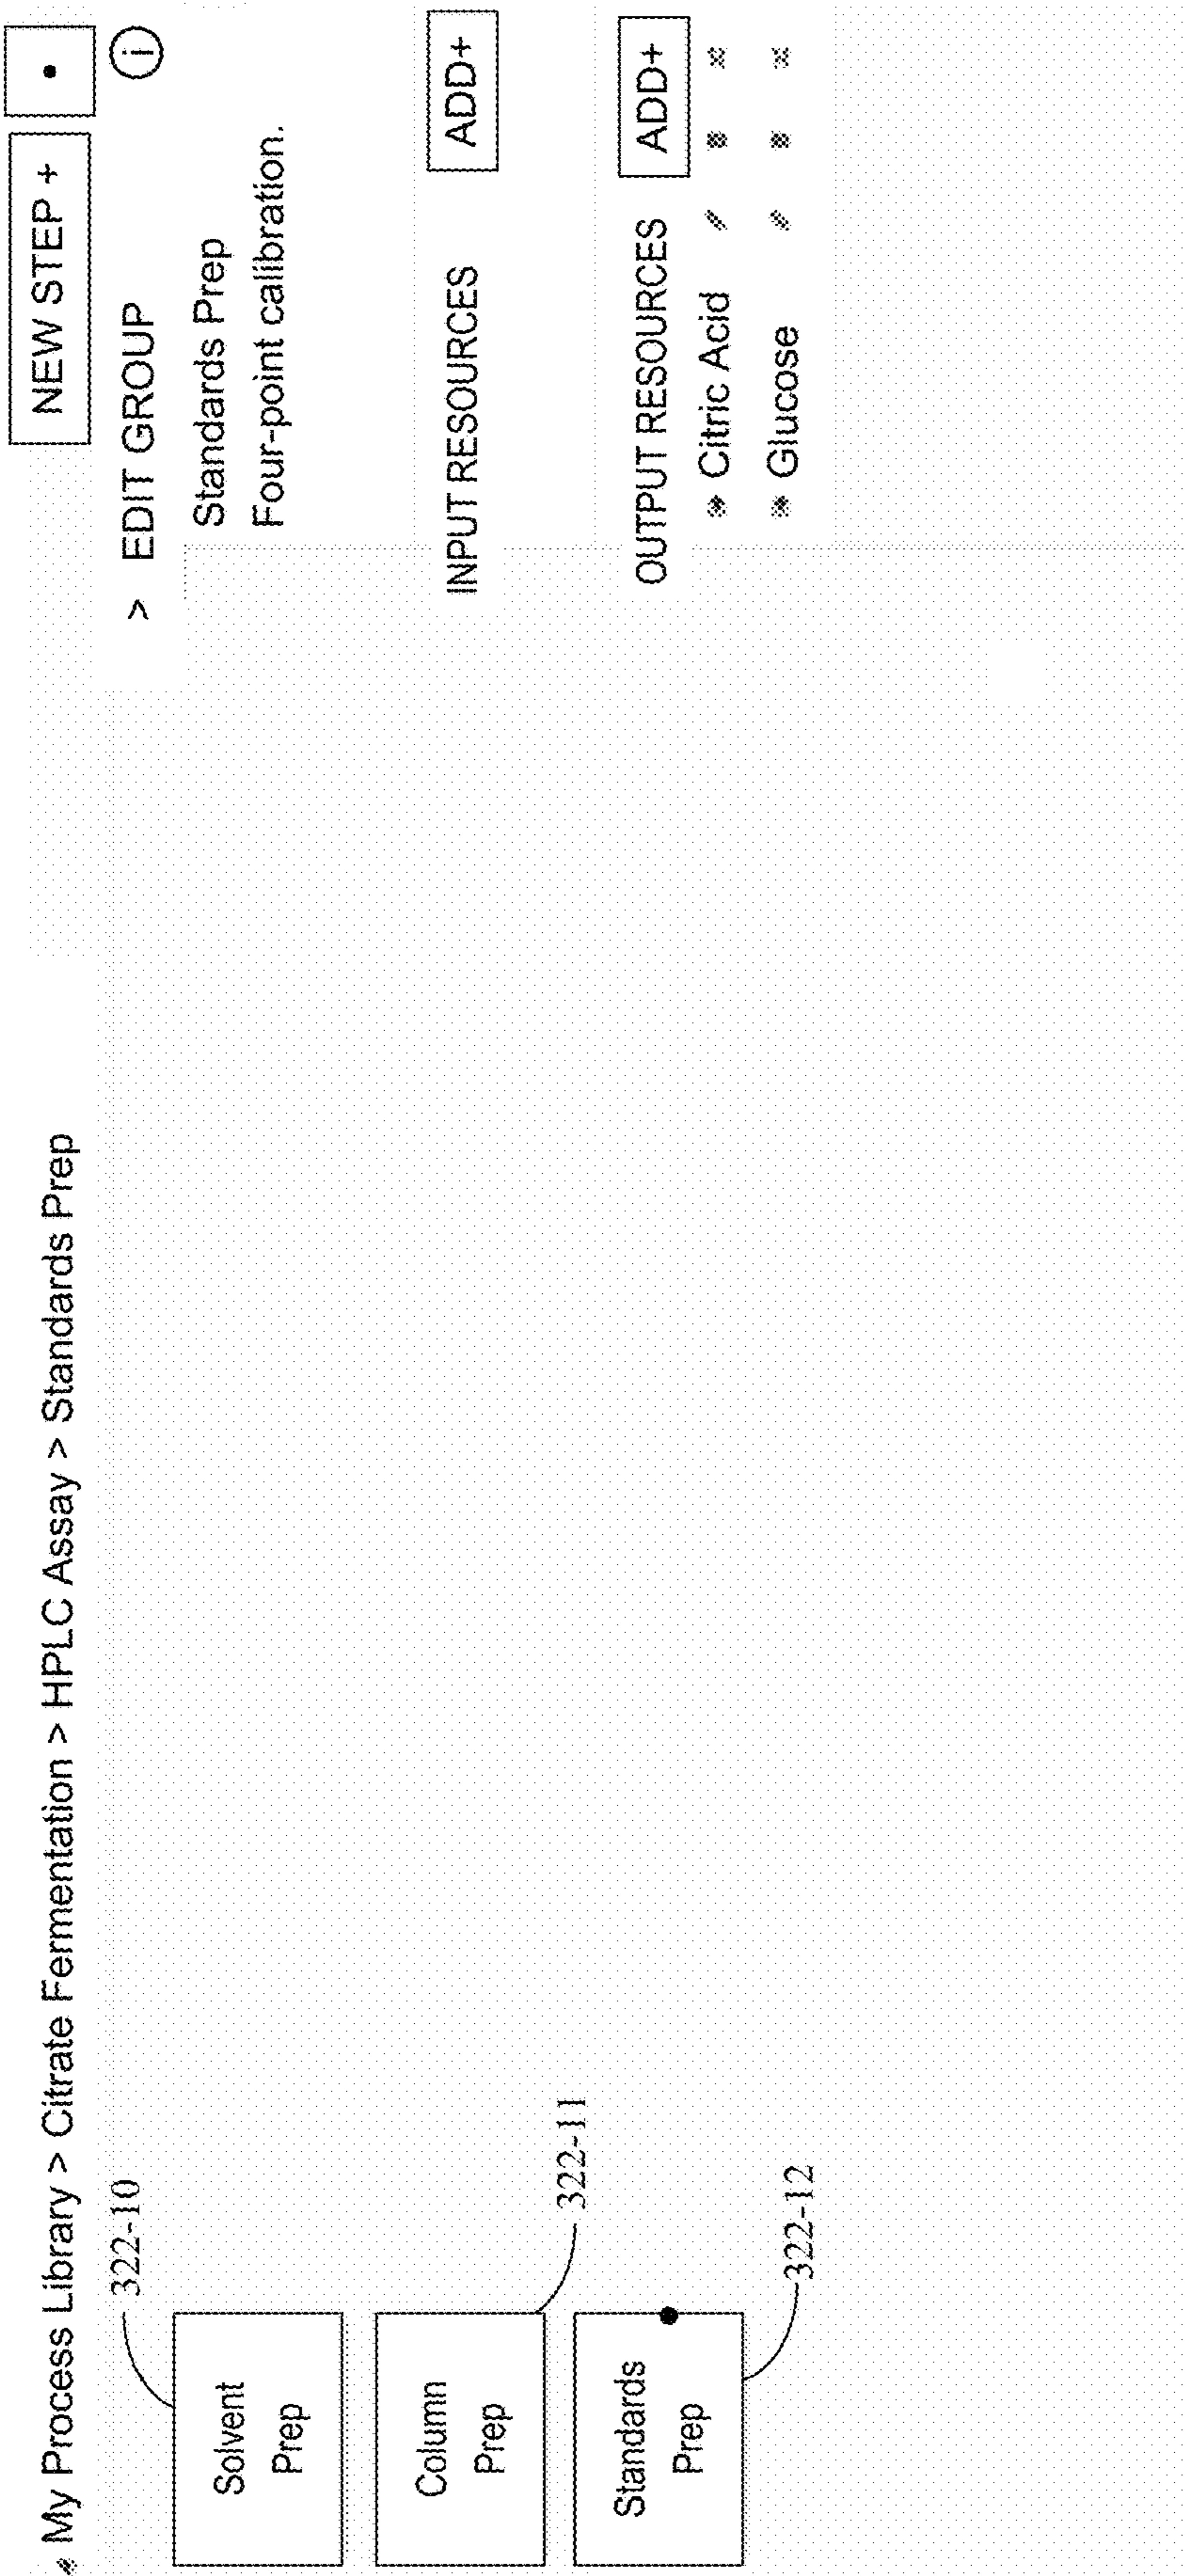 My Process Library > Citrate Fermentation > HPLC Assay > Standards Prep
NEW STEP +
> EDIT GROUP
i
Standards Prep
Four-point calibration.
INPUT RESOURCES
ADD+
OUTPUT RESOURCES
ADD+
Citric Acid
Glucose
322-10
Solvent
Prep
322-11
Column
Prep
322-12
Standards
Prep